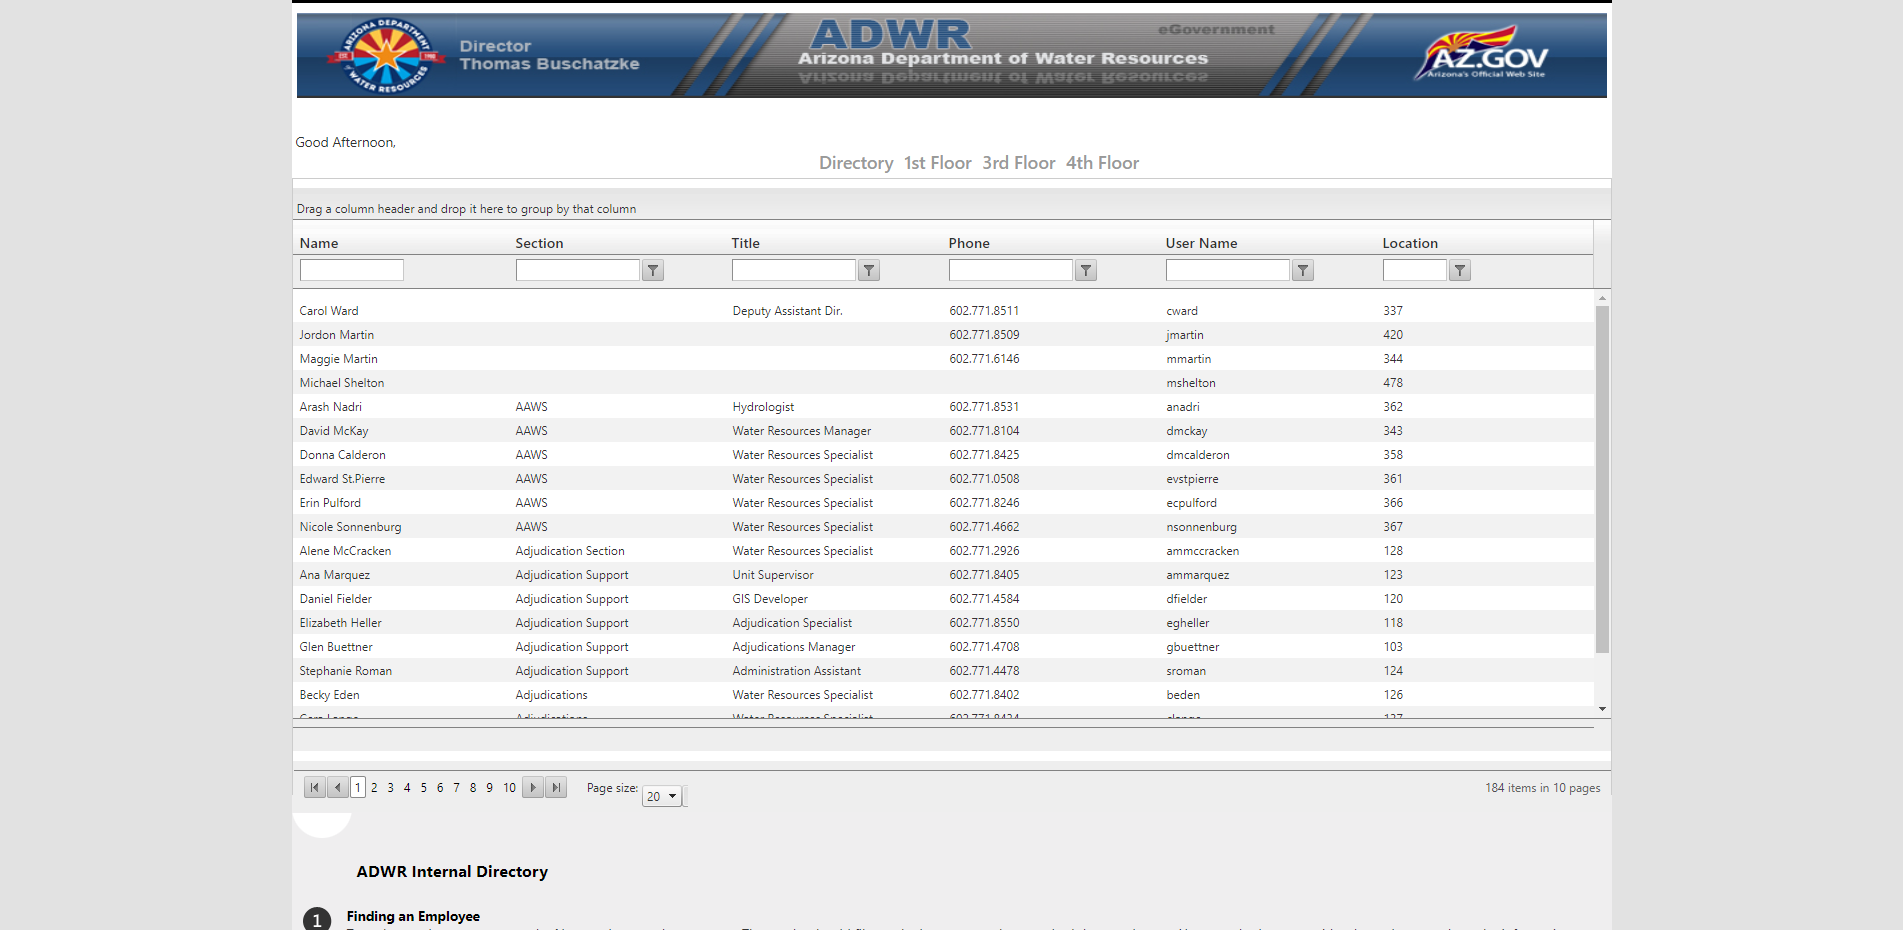 ARIZONA DEPARTMENT
EST. 1980
WATER RESOURCES
Director
Thomas Buschatzke
ADWR
Arizona Department of Water Resources
eGovernment
AZ.GOV
Arizona's Official Web Site
Good Afternoon,
Directory 1st Floor 3rd Floor 4th Floor
Drag a column header and drop it here to group by that column
Name Section Title Phone User Name Location
Carol Ward Deputy Assistant Dir. 602.771.8511 cward 337
Jordon Martin 602.771.8509 jmartin 420
Maggie Martin 602.771.6146 mmartin 344
Michael Shelton mshelton 478
Arash Nadri AAWS Hydrologist 602.771.8531 anadri 362
David McKay AAWS Water Resources Manager 602.771.8104 dmckay 343
Donna Calderon AAWS Water Resources Specialist 602.771.8425 dmcalderon 358
Edward St.Pierre AAWS Water Resources Specialist 602.771.0508 evstpierre 361
Erin Pulford AAWS Water Resources Specialist 602.771.8246 ecpulford 366
Nicole Sonnenburg AAWS Water Resources Specialist 602.771.4662 nsonnenburg 367
Alene McCracken Adjudication Section Water Resources Specialist 602.771.2926 ammccracken 128
Ana Marquez Adjudication Support Unit Supervisor 602.771.8405 ammarquez 123
Daniel Fielder Adjudication Support GIS Developer 602.771.4584 dfielder 120
Elizabeth Heller Adjudication Support Adjudication Specialist 602.771.8550 egheller 118
Glen Buettner Adjudication Support Adjudications Manager 602.771.4708 gbuettner 103
Stephanie Roman Adjudication Support Administration Assistant 602.771.4478 sroman 124
Becky Eden Adjudications Water Resources Specialist 602.771.8402 beden 126
Adjudications Water Resources Specialist
1 2 3 4 5 6 7 8 9 10 Page size: 20 184 items in 10 pages
ADWR Internal Directory
1 Finding an Employee